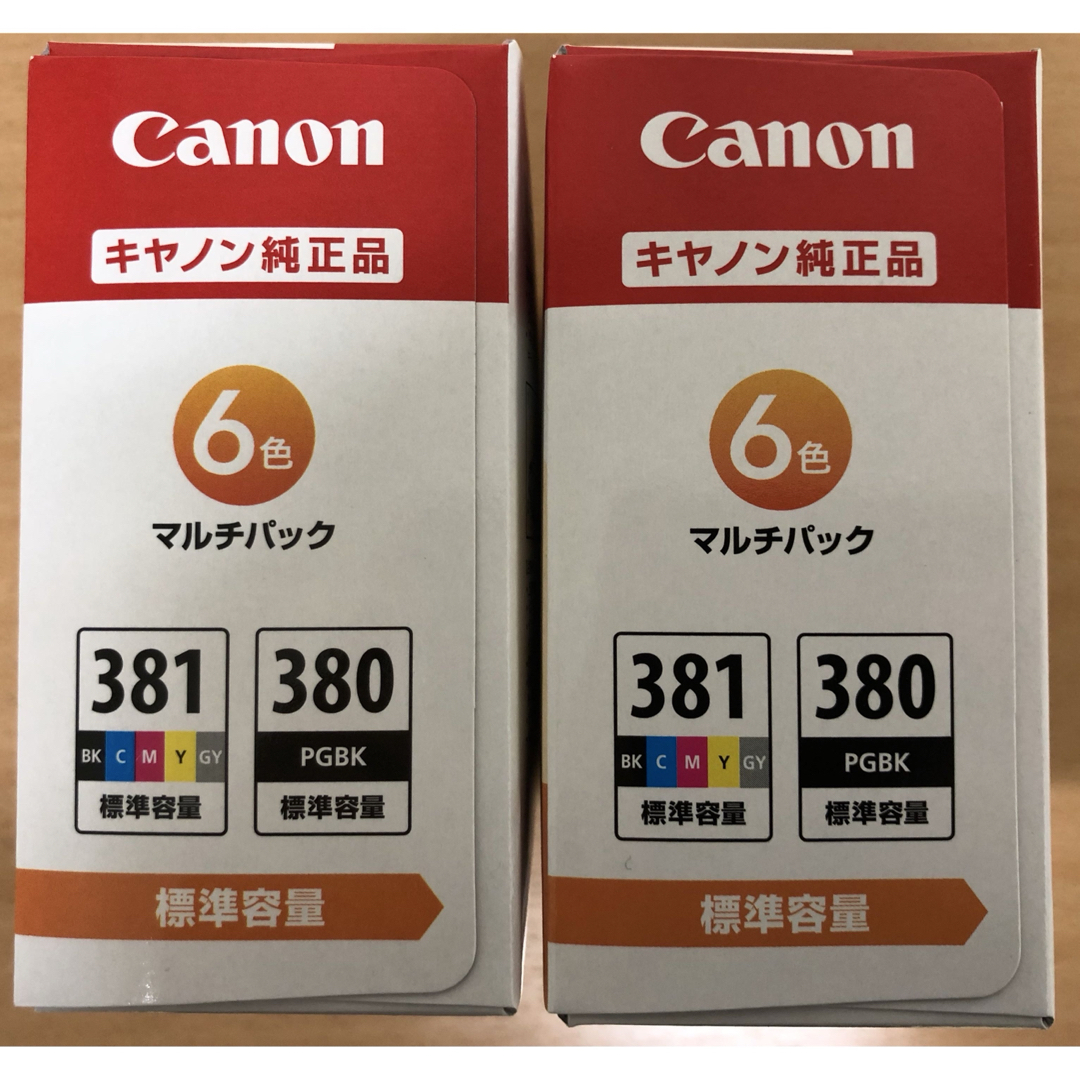 Canon
キヤノン純正品
6色
マルチパック
381 380
BK C M Y GY PGBK
標準容量 標準容量
標準容量
Canon
キヤノン純正品
6色
マルチパック
381 380
BK C M Y GY PGBK
標準容量 標準容量
標準容量